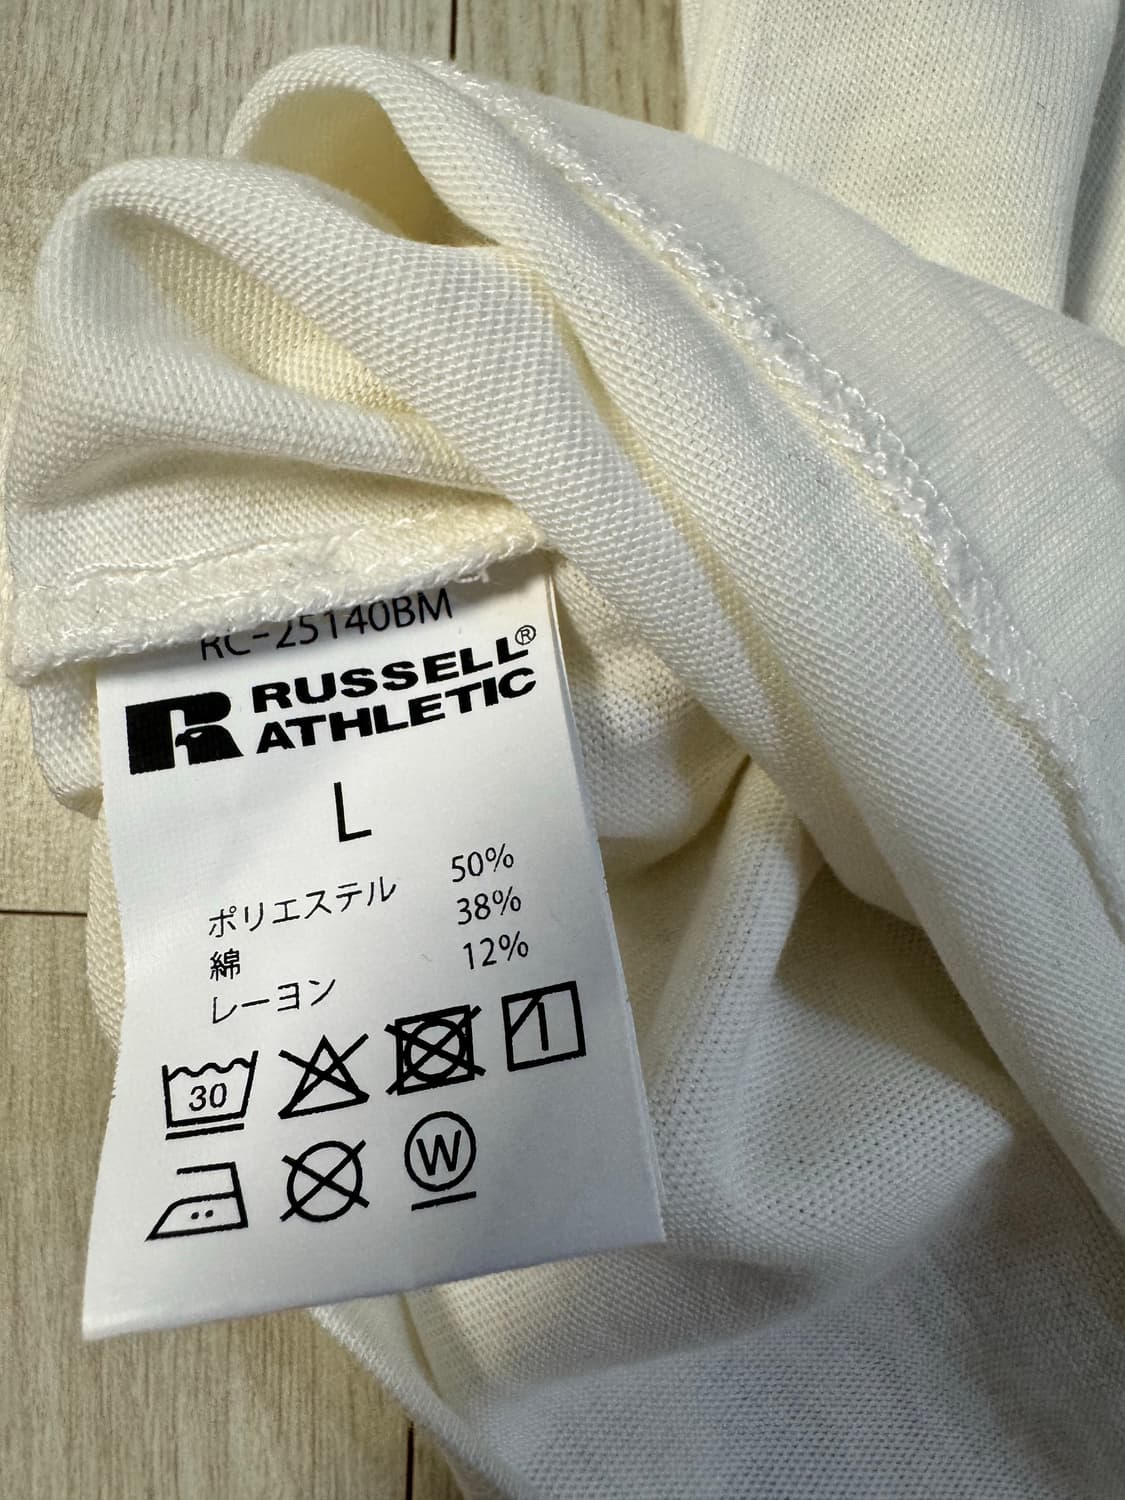 RC-25140BM
RUSSELL®
ATHLETIC
L
ポリエステル 50%
綿 38%
レーヨン 12%
30
W